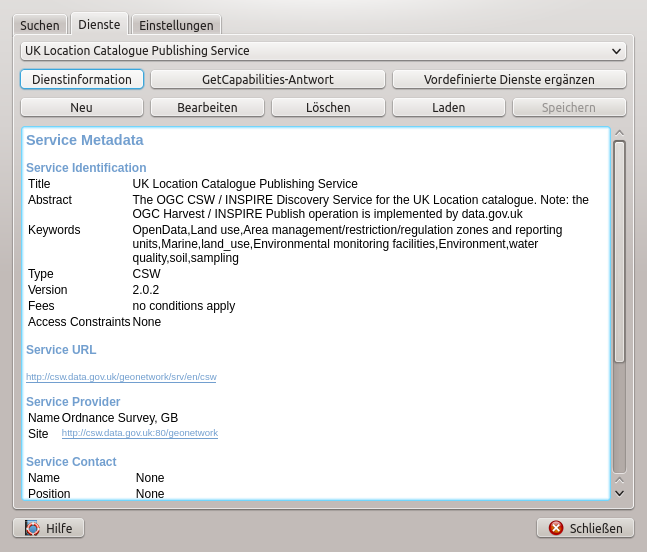 Suchen Dienste Einstellungen
UK Location Catalogue Publishing Service
Dienstinformation GetCapabilities-Antwort Vordefinierte Dienste ergänzen
Neu Bearbeiten Löschen Laden Speichern
Service Metadata
Service Identification
Title UK Location Catalogue Publishing Service
Abstract The OGC CSW / INSPIRE Discovery Service for the UK Location catalogue. Note: the
OGC Harvest / INSPIRE Publish operation is implemented by data.gov.uk
Keywords OpenData,Land use,Area management/restriction/regulation zones and reporting
units,Marine,land_use,Environmental monitoring facilities,Environment,water
quality,soil,sampling
Type CSW
Version 2.0.2
Fees no conditions apply
Access Constraints None
Service URL
http://csw.data.gov.uk/geonetwork/srv/en/csw
Service Provider
Name Ordnance Survey, GB
Site http://csw.data.gov.uk:80/geonetwork
Service Contact
Name None
Position None
Hilfe Schließen